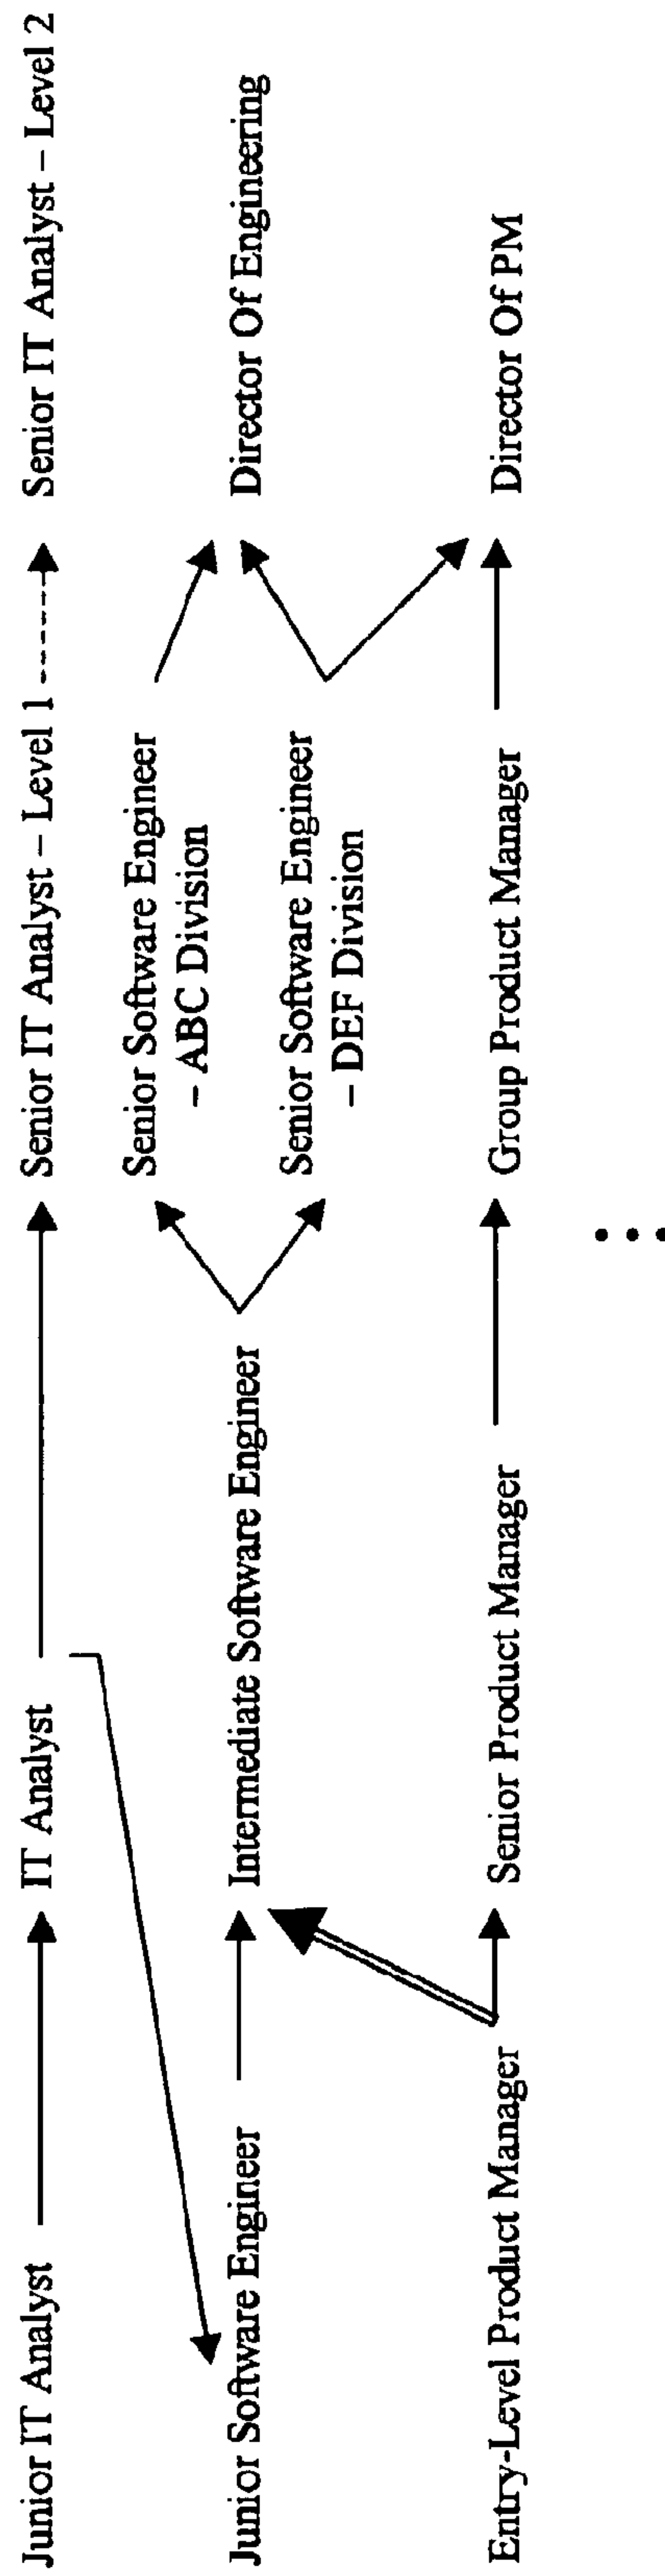 Junior IT Analyst
IT Analyst
Senior IT Analyst – Level 1
Senior IT Analyst – Level 2
Junior Software Engineer
Intermediate Software Engineer
Senior Software Engineer
– ABC Division
Senior Software Engineer
– DEF Division
Director Of Engineering
Entry-Level Product Manager
Senior Product Manager
Group Product Manager
Director Of PM